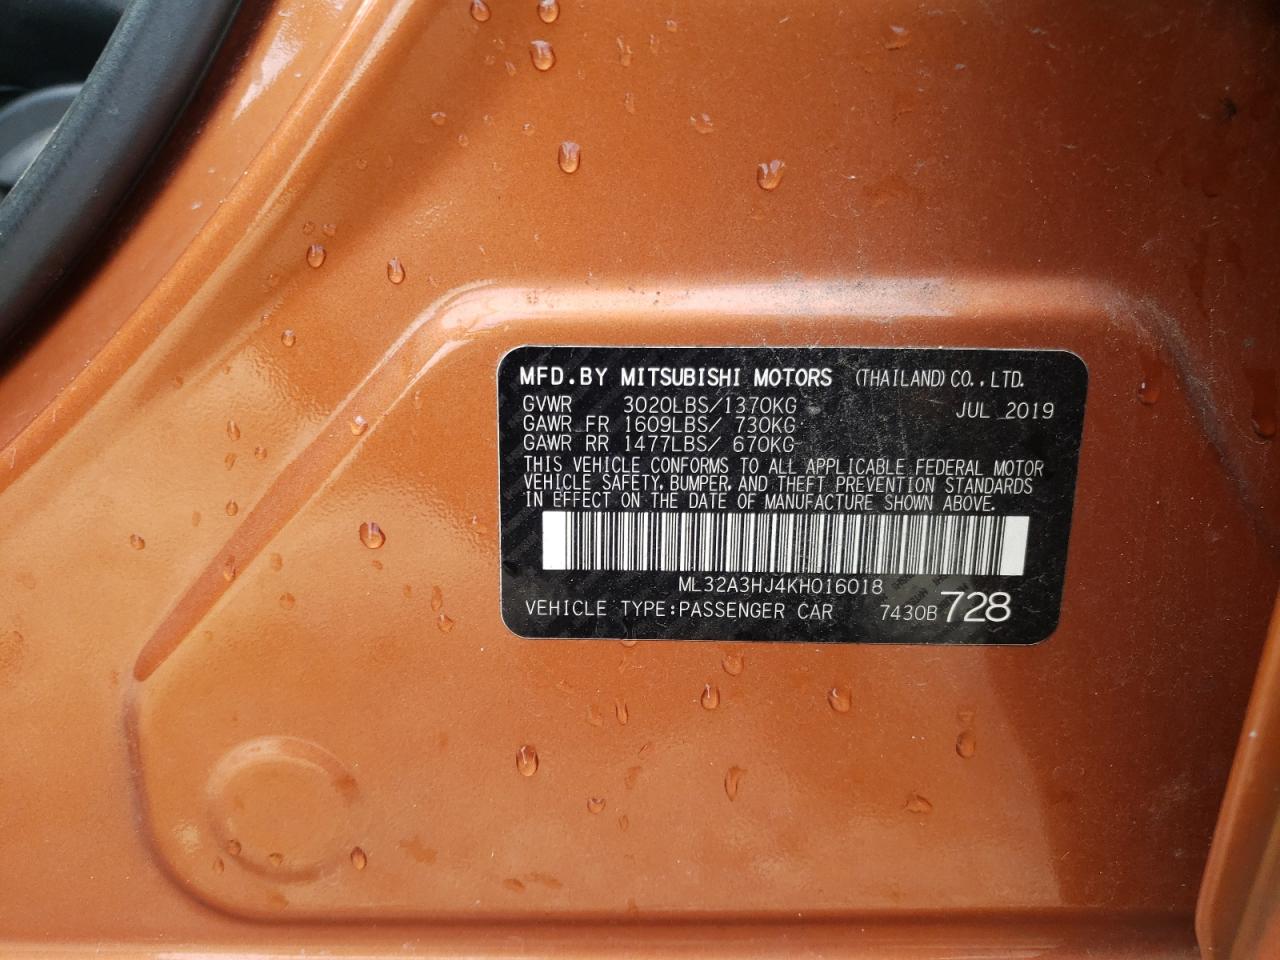 MFD.BY MITSUBISHI MOTORS (THAILAND)CO.,LTD.
GVWR 3020LBS/1370KG JUL 2019
GAWR FR 1609LBS/ 730KG
GAWR RR 1477LBS/ 670KG
THIS VEHICLE CONFORMS TO ALL APPLICABLE FEDERAL MOTOR
VEHICLE SAFETY, BUMPER, AND THEFT PREVENTION STANDARDS
IN EFFECT ON THE DATE OF MANUFACTURE SHOWN ABOVE.
ML32A3HJ4KH016018
VEHICLE TYPE:PASSENGER CAR 7430B 728